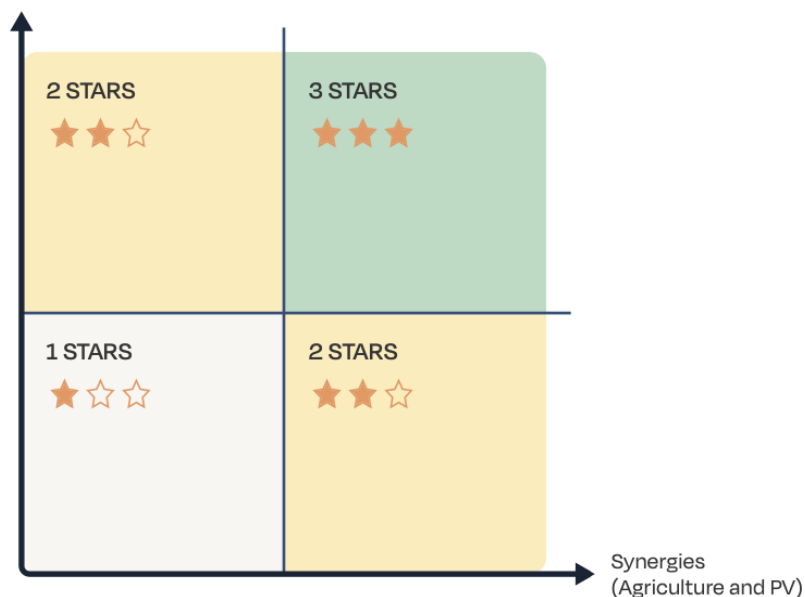 2 STARS
3 STARS
1 STARS
2 STARS
Synergies
(Agriculture and PV)